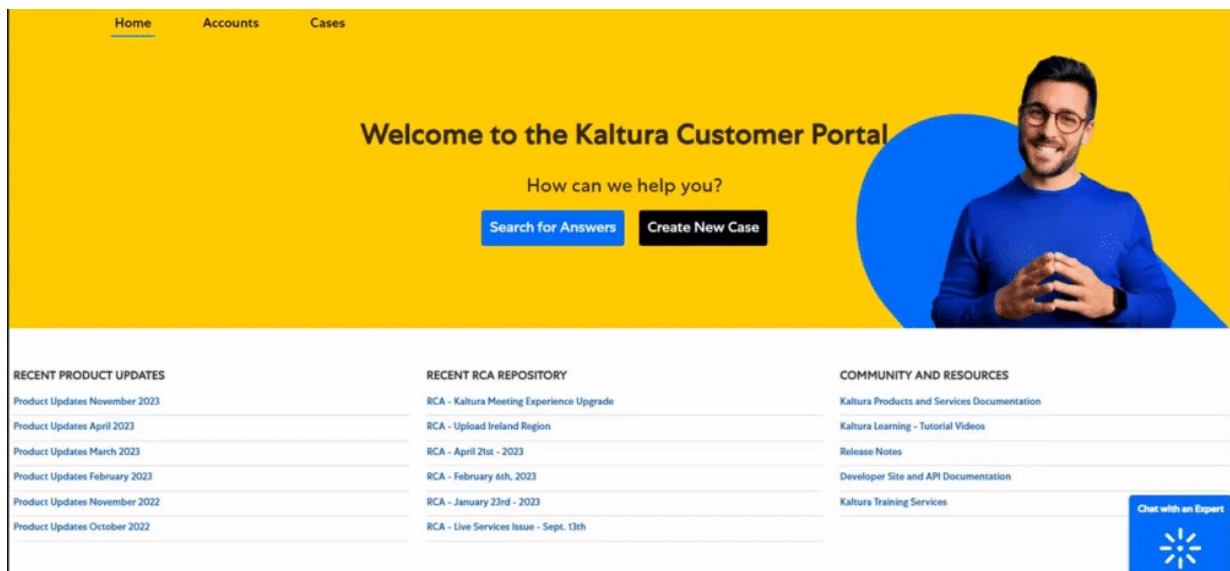 Home Accounts Cases
Welcome to the Kaltura Customer Portal
How can we help you?
Search for Answers Create New Case
RECENT PRODUCT UPDATES
Product Updates November 2023
Product Updates April 2023
Product Updates March 2023
Product Updates February 2023
Product Updates November 2022
Product Updates October 2022
RECENT RCA REPOSITORY
RCA - Kaltura Meeting Experience Upgrade
RCA - Upload Ireland Region
RCA - April 21st - 2023
RCA - February 6th, 2023
RCA - January 23rd - 2023
RCA - Live Services Issue - Sept. 13th
COMMUNITY AND RESOURCES
Kaltura Products and Services Documentation
Kaltura Learning - Tutorial Videos
Release Notes
Developer Site and API Documentation
Kaltura Training Services
Chat with an Expert